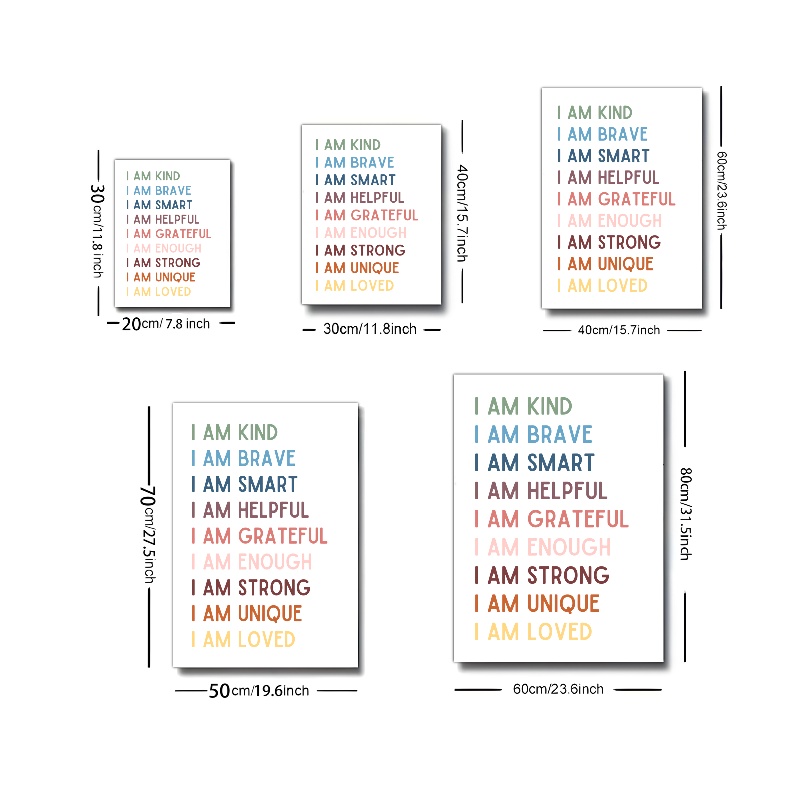 I AM KIND
I AM BRAVE
I AM SMART
I AM HELPFUL
I AM GRATEFUL
I AM ENOUGH
I AM STRONG
I AM UNIQUE
I AM LOVED
30cm/11.8 inch
20cm/ 7.8 inch
I AM KIND
I AM BRAVE
I AM SMART
I AM HELPFUL
I AM GRATEFUL
I AM ENOUGH
I AM STRONG
I AM UNIQUE
I AM LOVED
40cm/15.7inch
30cm/11.8inch
I AM KIND
I AM BRAVE
I AM SMART
I AM HELPFUL
I AM GRATEFUL
I AM ENOUGH
I AM STRONG
I AM UNIQUE
I AM LOVED
60cm/23.6inch
40cm/15.7inch
I AM KIND
I AM BRAVE
I AM SMART
I AM HELPFUL
I AM GRATEFUL
I AM ENOUGH
I AM STRONG
I AM UNIQUE
I AM LOVED
70cm/27.5inch
50cm/19.6inch
I AM KIND
I AM BRAVE
I AM SMART
I AM HELPFUL
I AM GRATEFUL
I AM ENOUGH
I AM STRONG
I AM UNIQUE
I AM LOVED
80cm/31.5inch
60cm/23.6inch